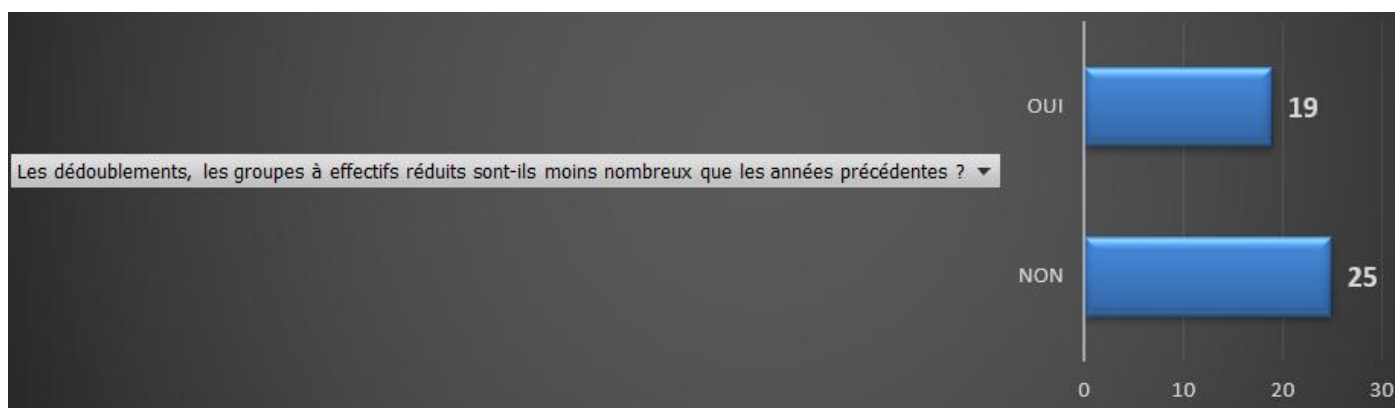 OUI
19
Les dédoublements, les groupes à effectifs réduits sont-ils moins nombreux que les années précédentes ?
NON
25
0 10 20 30